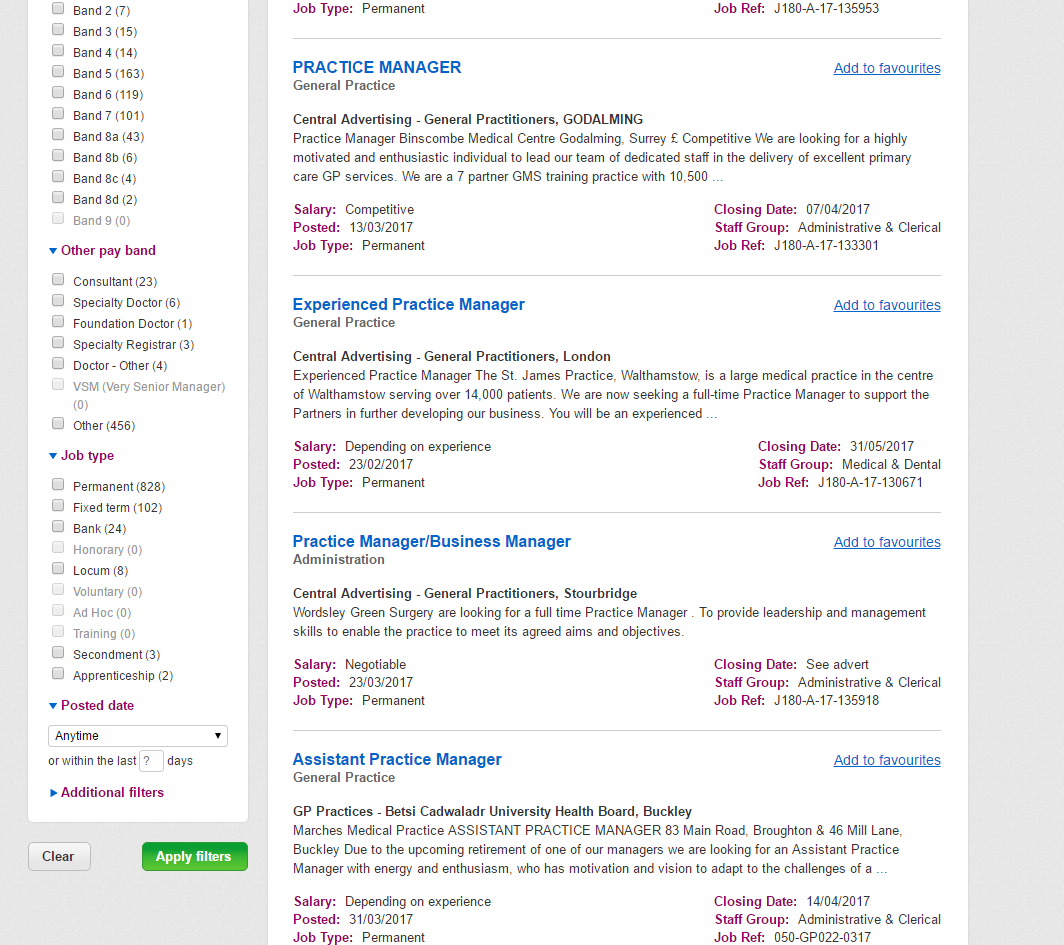 Band 2 (7)
Band 3 (15)
Band 4 (14)
Band 5 (163)
Band 6 (119)
Band 7 (101)
Band 8a (43)
Band 8b (6)
Band 8c (4)
Band 8d (2)
Band 9 (0)
Other pay band
Consultant (23)
Specialty Doctor (6)
Foundation Doctor (1)
Specialty Registrar (3)
Doctor - Other (4)
VSM (Very Senior Manager)
(0)
Other (456)
Job type
Permanent (828)
Fixed term (102)
Bank (24)
Honorary (0)
Locum (8)
Voluntary (0)
Ad Hoc (0)
Training (0)
Secondment (3)
Apprenticeship (2)
Posted date
Anytime
or within the last ? days
Additional filters
Clear Apply filters
Job Type: Permanent Job Ref: J180-A-17-135953
PRACTICE MANAGER Add to favourites
General Practice
Central Advertising - General Practitioners, GODALMING
Practice Manager Binscombe Medical Centre Godalming, Surrey £ Competitive We are looking for a highly
motivated and enthusiastic individual to lead our team of dedicated staff in the delivery of excellent primary
care GP services. We are a 7 partner GMS training practice with 10,500 ...
Salary: Competitive Closing Date: 07/04/2017
Posted: 13/03/2017 Staff Group: Administrative & Clerical
Job Type: Permanent Job Ref: J180-A-17-133301
Experienced Practice Manager Add to favourites
General Practice
Central Advertising - General Practitioners, London
Experienced Practice Manager The St. James Practice, Walthamstow, is a large medical practice in the centre
of Walthamstow serving over 14,000 patients. We are now seeking a full-time Practice Manager to support the
Partners in further developing our business. You will be an experienced ...
Salary: Depending on experience Closing Date: 31/05/2017
Posted: 23/02/2017 Staff Group: Medical & Dental
Job Type: Permanent Job Ref: J180-A-17-130671
Practice Manager/Business Manager Add to favourites
Administration
Central Advertising - General Practitioners, Stourbridge
Wordsley Green Surgery are looking for a full time Practice Manager . To provide leadership and management
skills to enable the practice to meet its agreed aims and objectives.
Salary: Negotiable Closing Date: See advert
Posted: 23/03/2017 Staff Group: Administrative & Clerical
Job Type: Permanent Job Ref: J180-A-17-135918
Assistant Practice Manager Add to favourites
General Practice
GP Practices - Betsi Cadwaladr University Health Board, Buckley
Marches Medical Practice ASSISTANT PRACTICE MANAGER 83 Main Road, Broughton & 46 Mill Lane,
Buckley Due to the upcoming retirement of one of our managers we are looking for an Assistant Practice
Manager with energy and enthusiasm, who has motivation and vision to adapt to the challenges of a ...
Salary: Depending on experience Closing Date: 14/04/2017
Posted: 31/03/2017 Staff Group: Administrative & Clerical
Job Type: Permanent Job Ref: 050-GP022-0317